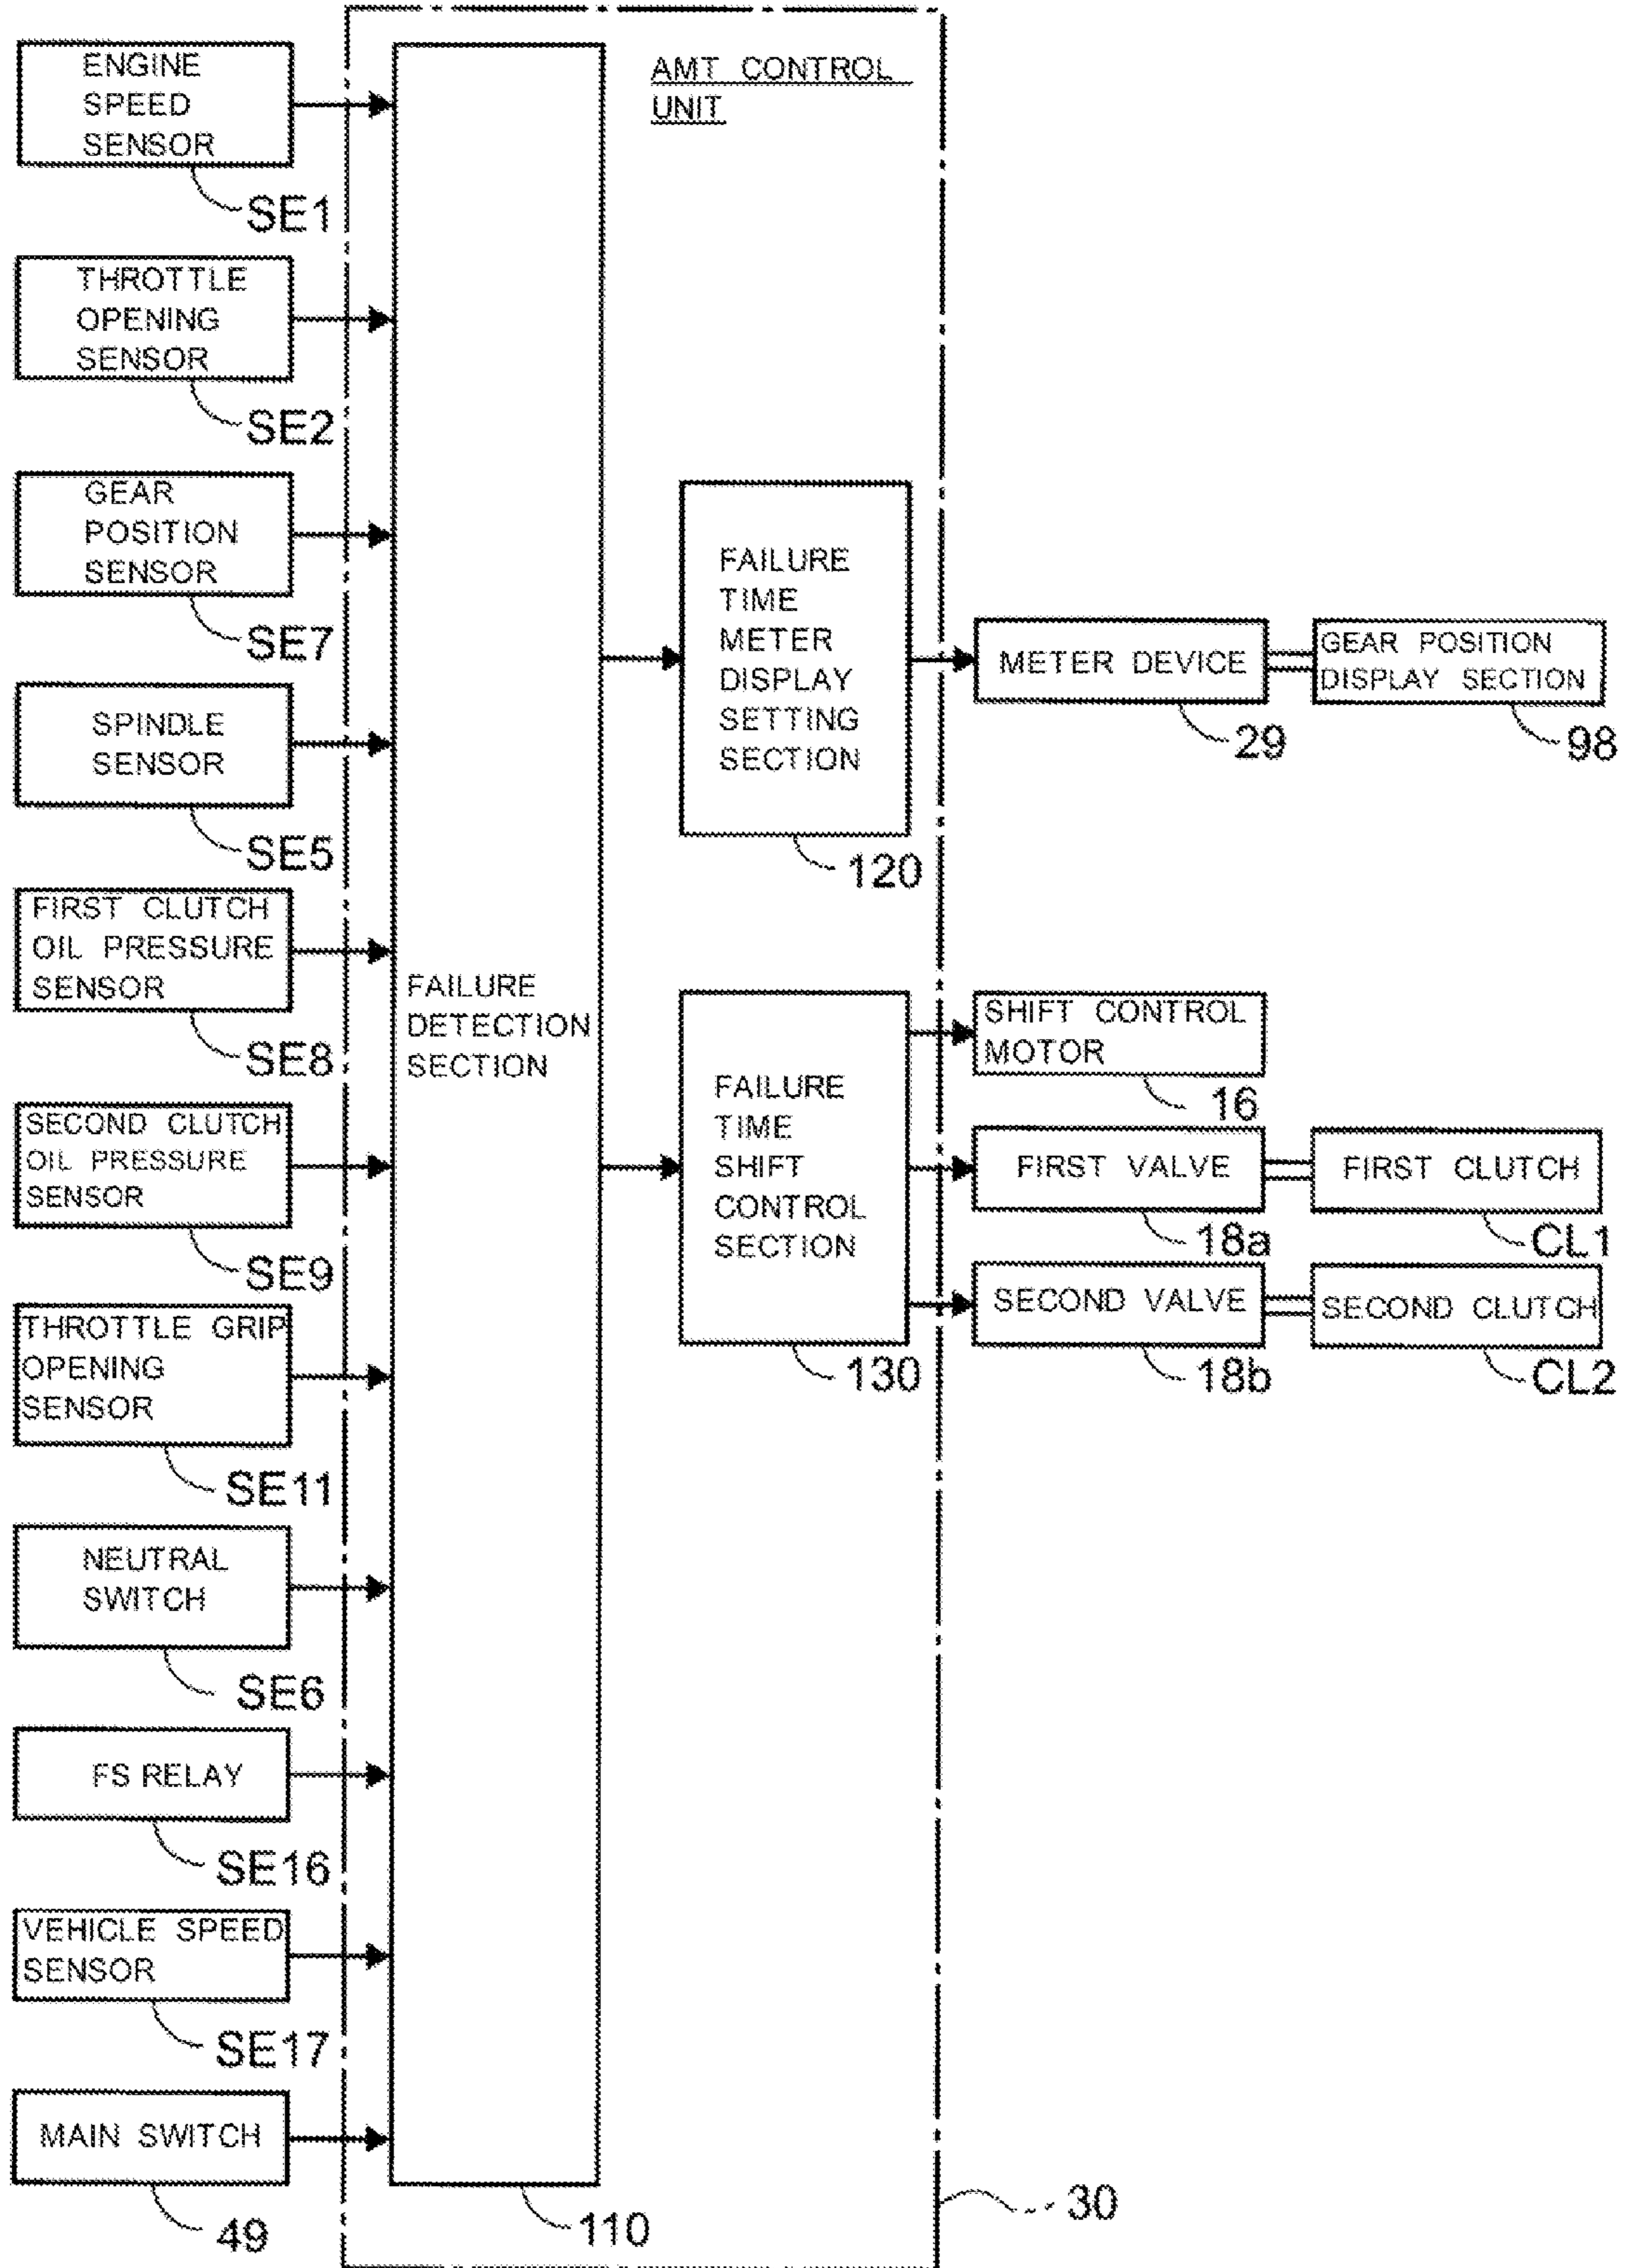 ENGINE
SPEED
SENSOR
SE1
THROTTLE
OPENING
SENSOR
SE2
GEAR
POSITION
SENSOR
SE7
SPINDLE
SENSOR
SE5
FIRST CLUTCH
OIL PRESSURE
SENSOR
SE8
SECOND CLUTCH
OIL PRESSURE
SENSOR
SE9
THROTTLE GRIP
OPENING
SENSOR
SE11
NEUTRAL
SWITCH
SE6
FS RELAY
SE16
VEHICLE SPEED
SENSOR
SE17
MAIN SWITCH
49
FAILURE
DETECTION
SECTION
110
AMT CONTROL
UNIT
30
FAILURE
TIME
METER
DISPLAY
SETTING
SECTION
120
FAILURE
TIME
SHIFT
CONTROL
SECTION
130
METER DEVICE
29
GEAR POSITION
DISPLAY SECTION
98
SHIFT CONTROL
MOTOR
16
FIRST VALVE
18a
FIRST CLUTCH
CL1
SECOND VALVE
18b
SECOND CLUTCH
CL2